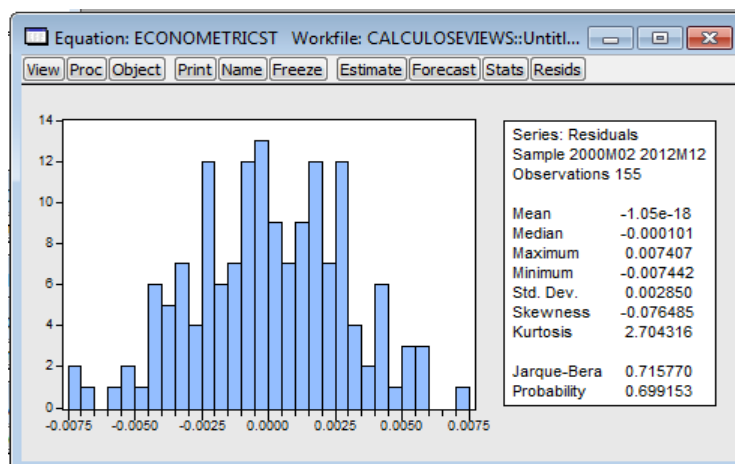 Equation: ECONOMETRICST Workfile: CALCULOSEVIEWS::Untitl...
View Proc Object Print Name Freeze Estimate Forecast Stats Resids
14
12
10
8
6
4
2
0
-0.0075 -0.0050 -0.0025 0.0000 0.0025 0.0050 0.0075
Series: Residuals
Sample 2000M02 2012M12
Observations 155
Mean -1.05e-18
Median -0.000101
Maximum 0.007407
Minimum -0.007442
Std. Dev. 0.002850
Skewness -0.076485
Kurtosis 2.704316
Jarque-Bera 0.715770
Probability 0.699153